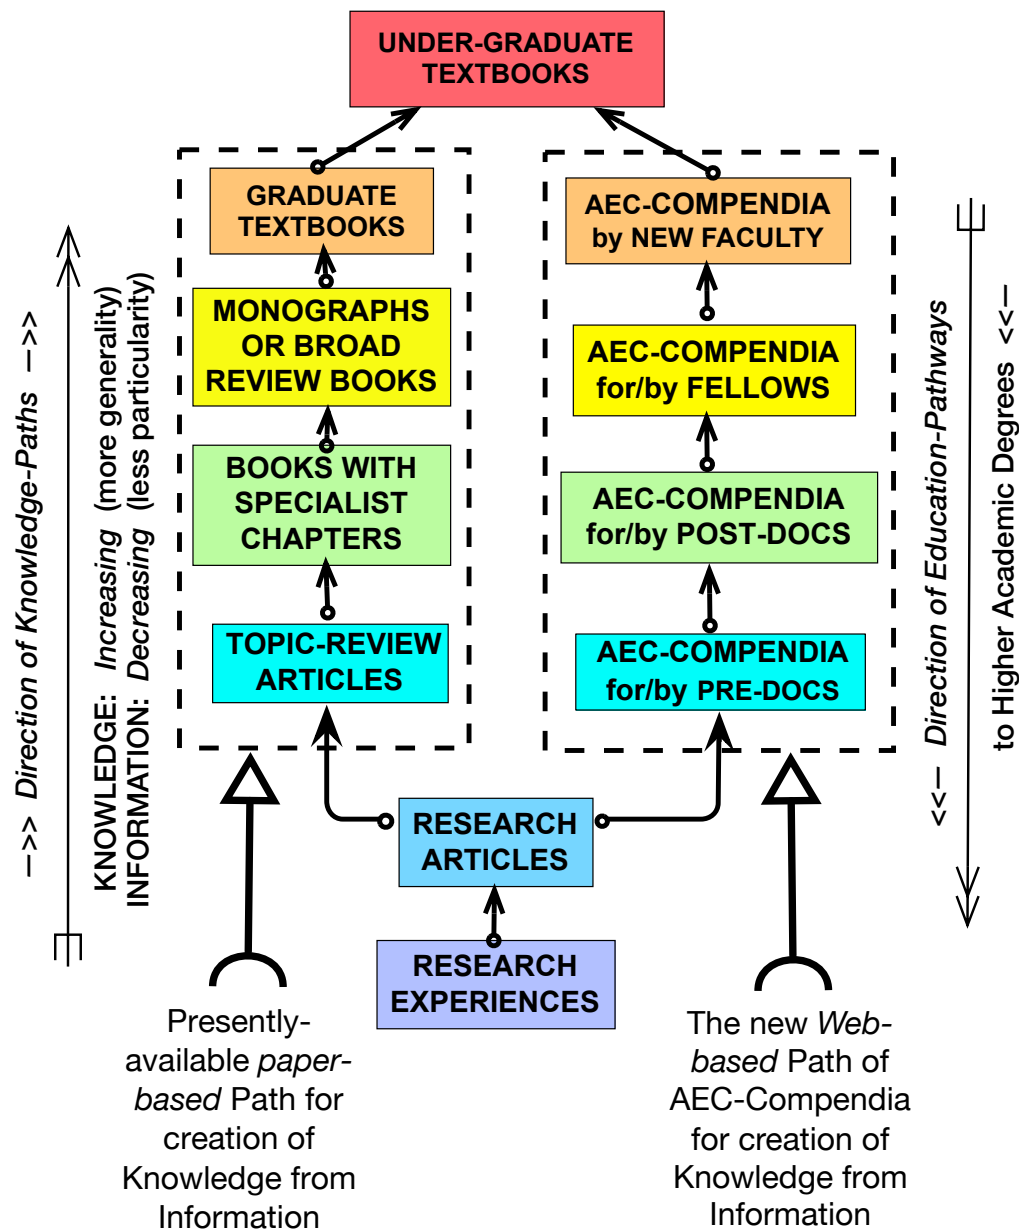 UNDER-GRADUATE
TEXTBOOKS
GRADUATE
TEXTBOOKS
MONOGRAPHS
OR BROAD
REVIEW BOOKS
BOOKS WITH
SPECIALIST
CHAPTERS
TOPIC-REVIEW
ARTICLES
AEC-COMPENDIA
by NEW FACULTY
AEC-COMPENDIA
for/by FELLOWS
AEC-COMPENDIA
for/by POST-DOCS
AEC-COMPENDIA
for/by PRE-DOCS
RESEARCH
ARTICLES
RESEARCH
EXPERIENCES
—>> Direction of Knowledge-Paths —>>
KNOWLEDGE: Increasing (more generality)
INFORMATION: Decreasing (less particularity)
<<— Direction of Education-Pathways
to Higher Academic Degrees <<—
Presently-
available paper-
based Path for
creation of
Knowledge from
Information
The new Web-
based Path of
AEC-Compendia
for creation of
Knowledge from
Information